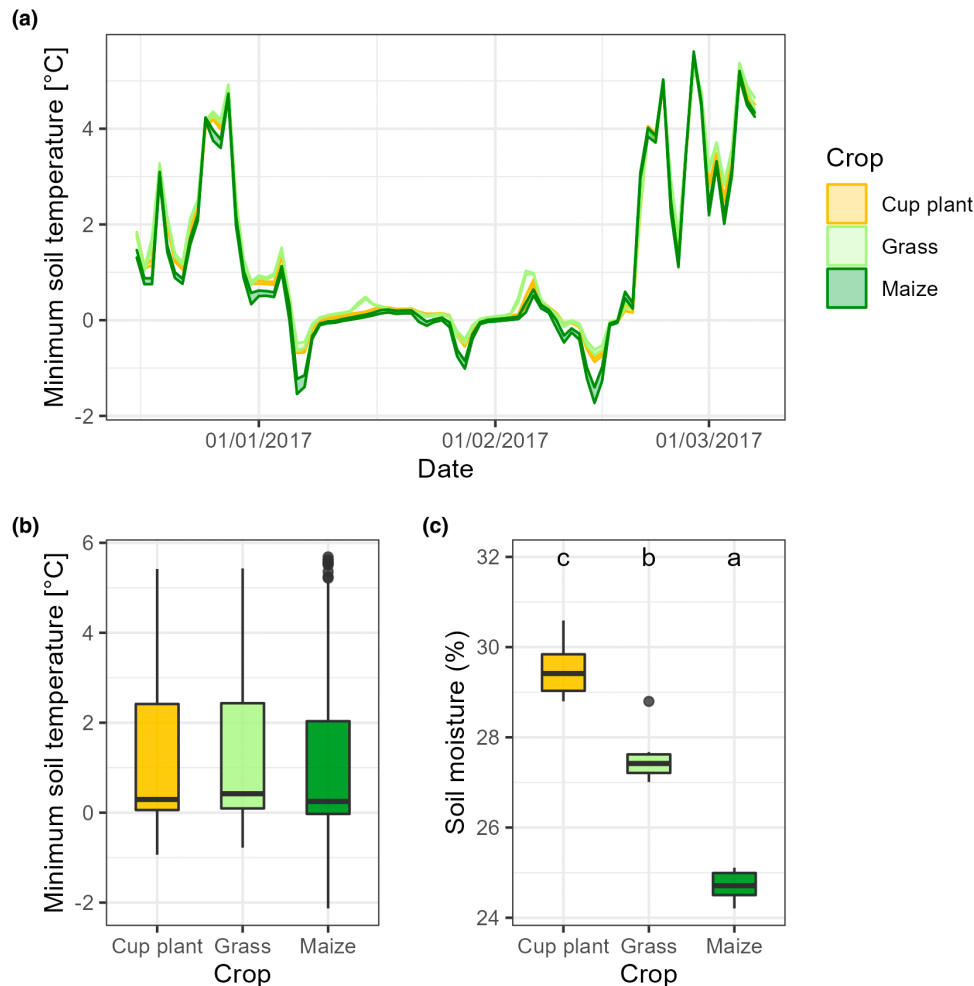 (a)
Minimum soil temperature [°C]
4
2
0
-2
01/01/2017
01/02/2017
01/03/2017
Date
Crop
Cup plant
Grass
Maize
(b)
Minimum soil temperature [°C]
6
4
2
0
-2
Cup plant
Grass
Maize
Crop
(c)
Soil moisture (%)
32
30
28
26
24
c
b
a
Cup plant
Grass
Maize
Crop